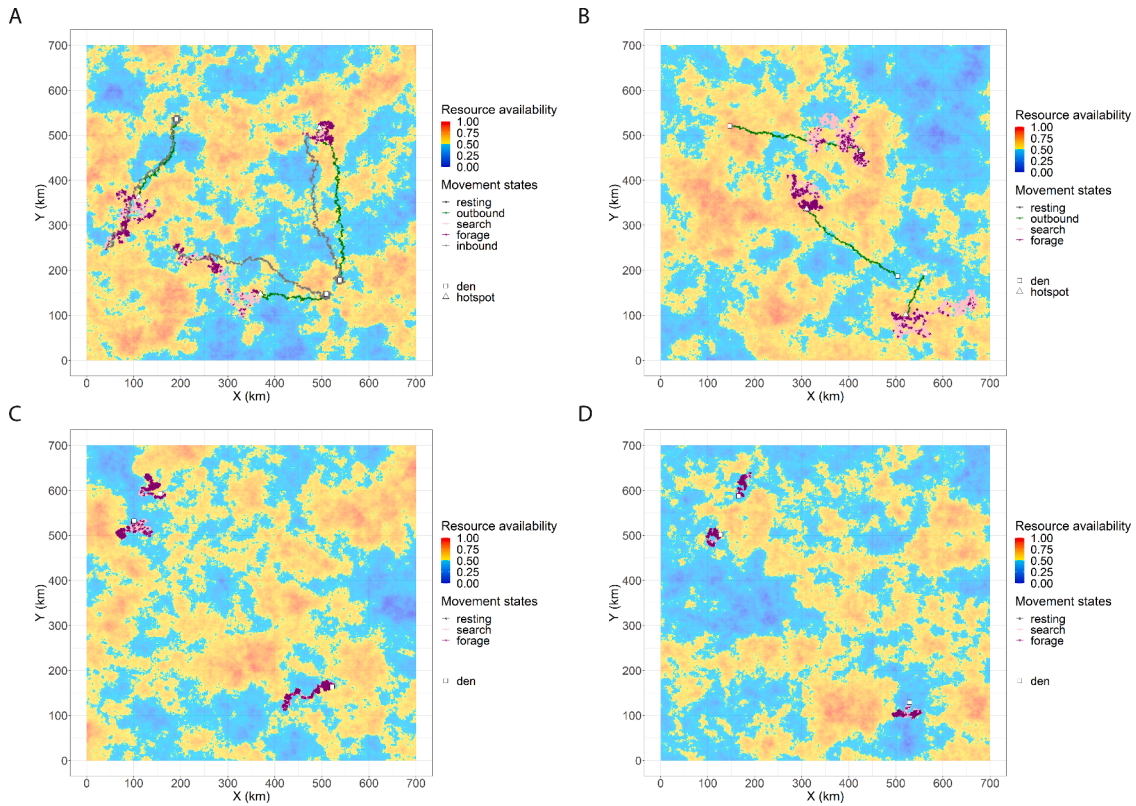 A
700
600
500
400
300
200
100
0
Y (km)
0 100 200 300 400 500 600 700
X (km)
Resource availability
1.00
0.75
0.50
0.25
0.00
Movement states
resting
outbound
search
forage
inbound
den
hotspot
B
700
600
500
400
300
200
100
0
Y (km)
0 100 200 300 400 500 600 700
X (km)
Resource availability
1.00
0.75
0.50
0.25
0.00
Movement states
resting
outbound
search
forage
den
hotspot
C
700
600
500
400
300
200
100
0
Y (km)
0 100 200 300 400 500 600 700
X (km)
Resource availability
1.00
0.75
0.50
0.25
0.00
Movement states
resting
search
forage
den
D
700
600
500
400
300
200
100
0
Y (km)
0 100 200 300 400 500 600 700
X (km)
Resource availability
1.00
0.75
0.50
0.25
0.00
Movement states
resting
search
forage
den